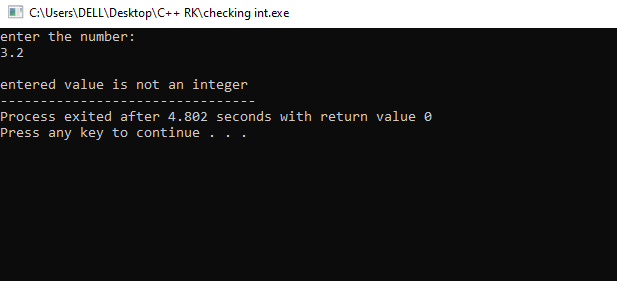 C:\Users\DELL\Desktop\C++ RK\checking int.exe
enter the number:
3.2
entered value is not an integer
--------------------------------
Process exited after 4.802 seconds with return value 0
Press any key to continue . . .